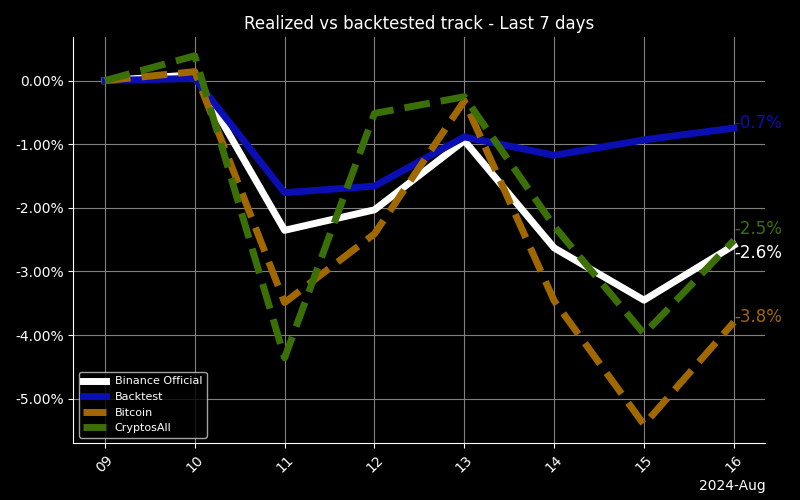 Realized vs backtested track - Last 7 days
0.00%
-1.00%
-2.00%
-3.00%
-4.00%
-5.00%
-0.7%
-2.5%
-2.6%
-3.8%
Binance Official
Backtest
Bitcoin
CryptosAll
09 10 11 12 13 14 15 16
2024-Aug